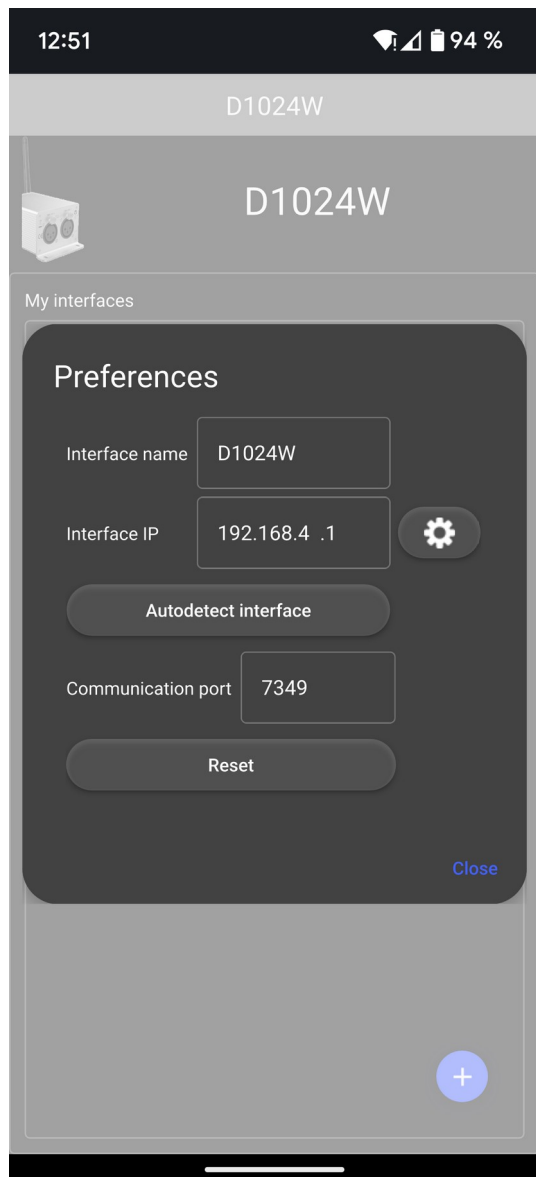 12:51
94 %
D1024W
D1024W
My interfaces
Preferences
Interface name D1024W
Interface IP 192.168.4 .1
Autodetect interface
Communication port 7349
Reset
Close
+